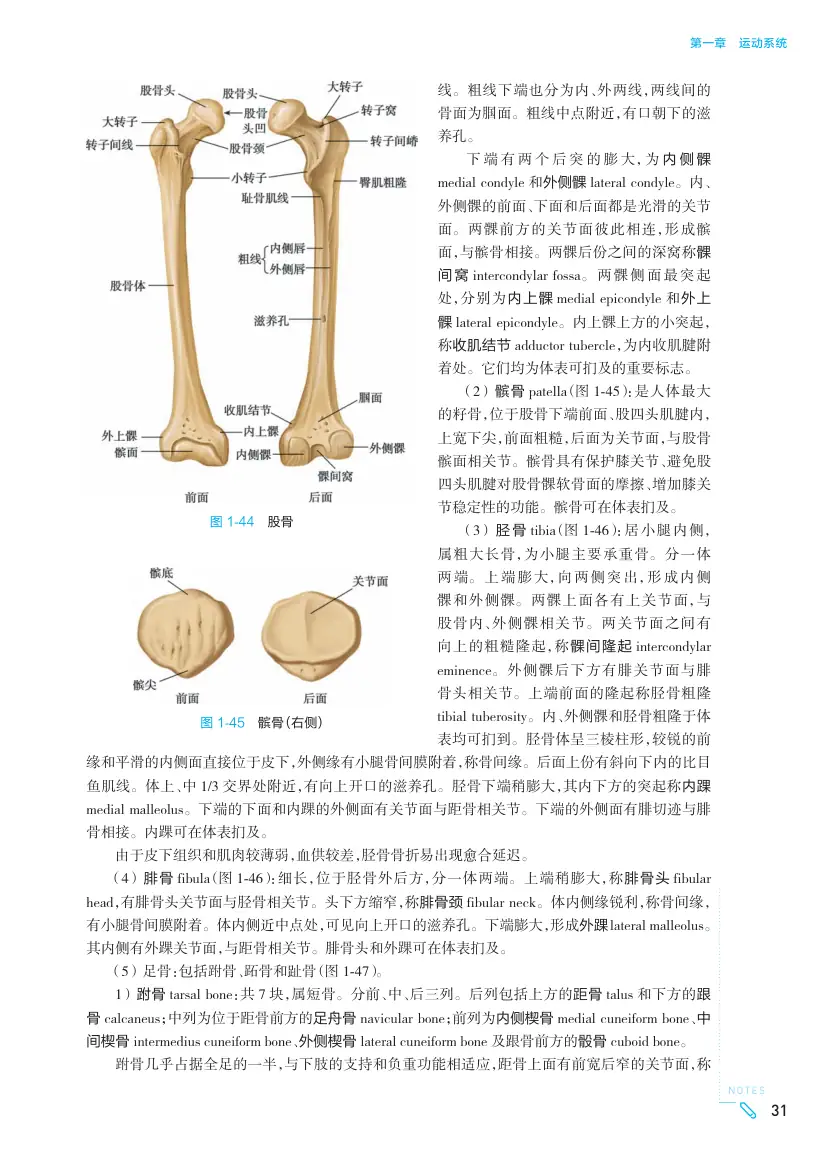 第一章 运动系统
股骨头
股骨头
大转子
大转子
股骨
头凹
转子窝
转子间线
股骨颈
转子间嵴
小转子
臀肌粗隆
耻骨肌线
粗线
内侧唇
外侧唇
股骨体
滋养孔
腘面
收肌结节
外上髁
内上髁
髌面
内侧髁
外侧髁
髁间窝
前面
后面
图 1-44 股骨
髌底
关节面
髌尖
前面
后面
图 1-45 髌骨(右侧)
线。粗线下端也分为内、外两线,两线间的
骨面为腘面。粗线中点附近,有口朝下的滋
养孔。
下端有两个后突的膨大,为内侧髁
medial condyle 和外侧髁 lateral condyle。内、
外侧髁的前面、下面和后面都是光滑的关节
面。两髁前方的关节面彼此相连,形成髌
面,与髌骨相接。两髁后份之间的深窝称髁
间窝 intercondylar fossa。两髁侧面最突起
处,分别为内上髁 medial epicondyle 和外上
髁 lateral epicondyle。内上髁上方的小突起,
称收肌结节 adductor tubercle,为内收肌腱附
着处。它们均为体表可扪及的重要标志。
(2)髌骨 patella(图 1-45):是人体最大
的籽骨,位于股骨下端前面、股四头肌腱内,
上宽下尖,前面粗糙,后面为关节面,与股骨
髌面相关节。髌骨具有保护膝关节、避免股
四头肌腱对股骨髁软骨面的摩擦、增加膝关
节稳定性的功能。髌骨可在体表扪及。
(3)胫骨 tibia(图 1-46):居小腿内侧,
属粗大长骨,为小腿主要承重骨。分一体
两端。上端膨大,向两侧突出,形成内侧
髁和外侧髁。两髁上面各有上关节面,与
股骨内、外侧髁相关节。两关节面之间有
向上的粗糙隆起,称髁间隆起 intercondylar
eminence。外侧髁后下方有腓关节面与腓
骨头相关节。上端前面的隆起称胫骨粗隆
tibial tuberosity。内、外侧髁和胫骨粗隆于体
表均可扪到。胫骨体呈三棱柱形,较锐的前
缘和平滑的内侧面直接位于皮下,外侧缘有小腿骨间膜附着,称骨间缘。后面上份有斜向下内的比目
鱼肌线。体上、中 1/3 交界处附近,有向上开口的滋养孔。胫骨下端稍膨大,其内下方的突起称内踝
medial malleolus。下端的下面和内踝的外侧面有关节面与距骨相关节。下端的外侧面有腓切迹与腓
骨相接。内踝可在体表扪及。
由于皮下组织和肌肉较薄弱,血供较差,胫骨骨折易出现愈合延迟。
(4)腓骨 fibula(图 1-46):细长,位于胫骨外后方,分一体两端。上端稍膨大,称腓骨头 fibular
head,有腓骨头关节面与胫骨相关节。头下方缩窄,称腓骨颈 fibular neck。体内侧缘锐利,称骨间缘,
有小腿骨间膜附着。体内侧近中点处,可见向上开口的滋养孔。下端膨大,形成外踝 lateral malleolus。
其内侧有外踝关节面,与距骨相关节。腓骨头和外踝可在体表扪及。
(5)足骨:包括跗骨、跖骨和趾骨(图 1-47)。
1)跗骨 tarsal bone:共 7 块,属短骨。分前、中、后三列。后列包括上方的距骨 talus 和下方的跟
骨 calcaneus;中列为位于距骨前方的足舟骨 navicular bone;前列为内侧楔骨 medial cuneiform bone、中
间楔骨 intermedius cuneiform bone、外侧楔骨 lateral cuneiform bone 及跟骨前方的骰骨 cuboid bone。
跗骨几乎占据全足的一半,与下肢的支持和负重功能相适应,距骨上面有前宽后窄的关节面,称
NOTES
31